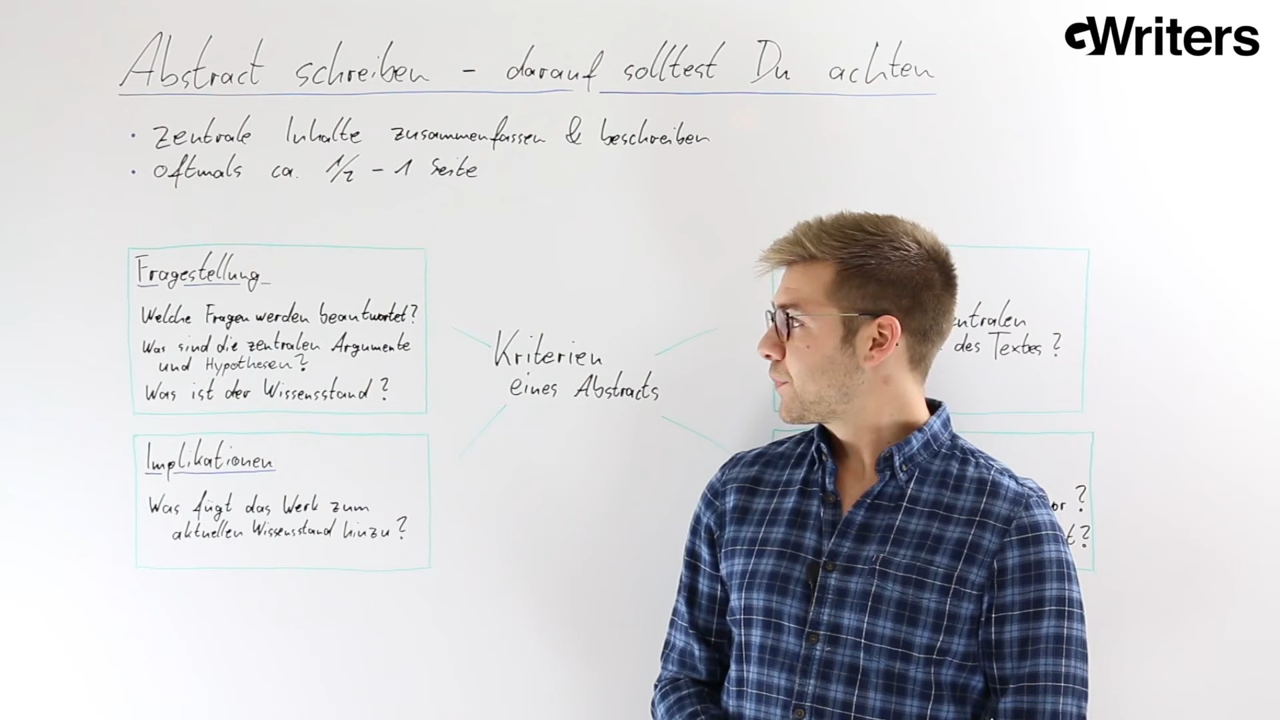 GWriters
Abstract schreiben - darauf solltest Du achten
• zentrale Inhalte zusammenfassen & beschreiben
• oftmals ca. 1/2 - 1 Seite
Fragestellung
Welche Fragen werden beantwortet?
Was sind die zentralen Argumente
und Hypothesen?
Was ist der Wissensstand?
Implikationen
Was fügt das Werk zum
aktuellen Wissensstand hinzu?
Kriterien
eines Abstracts
des Textes?
?
?